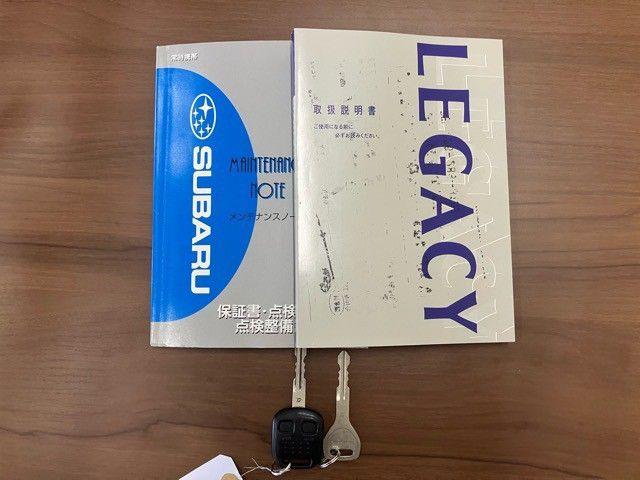 常時携帯
SUBARU
MAINTENANC
NOTE
メンテナンスノー
保証書・点検
点検整備
取扱説明書
ご使用になる前に
必ずお読みください。
LEGACY
LEGACY